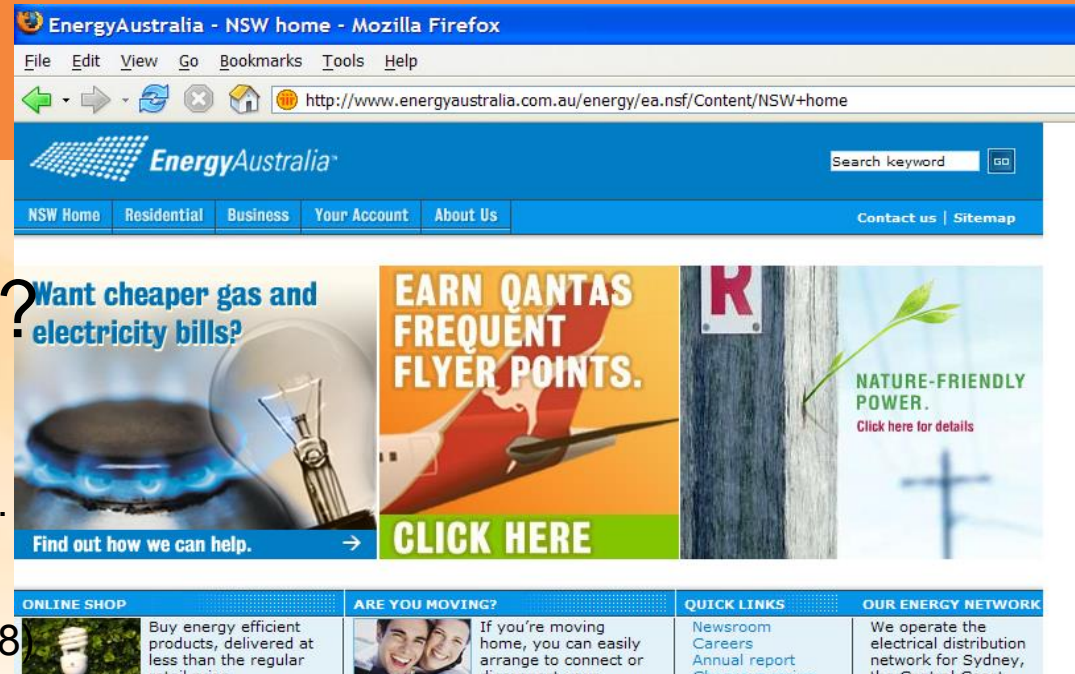 EnergyAustralia - NSW home - Mozilla Firefox
File Edit View Go Bookmarks Tools Help
http://www.energyaustralia.com.au/energy/ea.nsf/Content/NSW+home
EnergyAustralia
Search keyword GO
NSW Home Residential Business Your Account About Us
Contact us | Sitemap
?
Want cheaper gas and
electricity bills?
Find out how we can help.
EARN QANTAS
FREQUENT
FLYER POINTS.
CLICK HERE
R
NATURE-FRIENDLY
POWER.
Click here for details
.
8)
ONLINE SHOP
Buy energy efficient
products, delivered at
less than the regular
ARE YOU MOVING?
If you're moving
home, you can easily
arrange to connect or
QUICK LINKS
Newsroom
Careers
Annual report
OUR ENERGY NETWORK
We operate the
electrical distribution
network for Sydney,